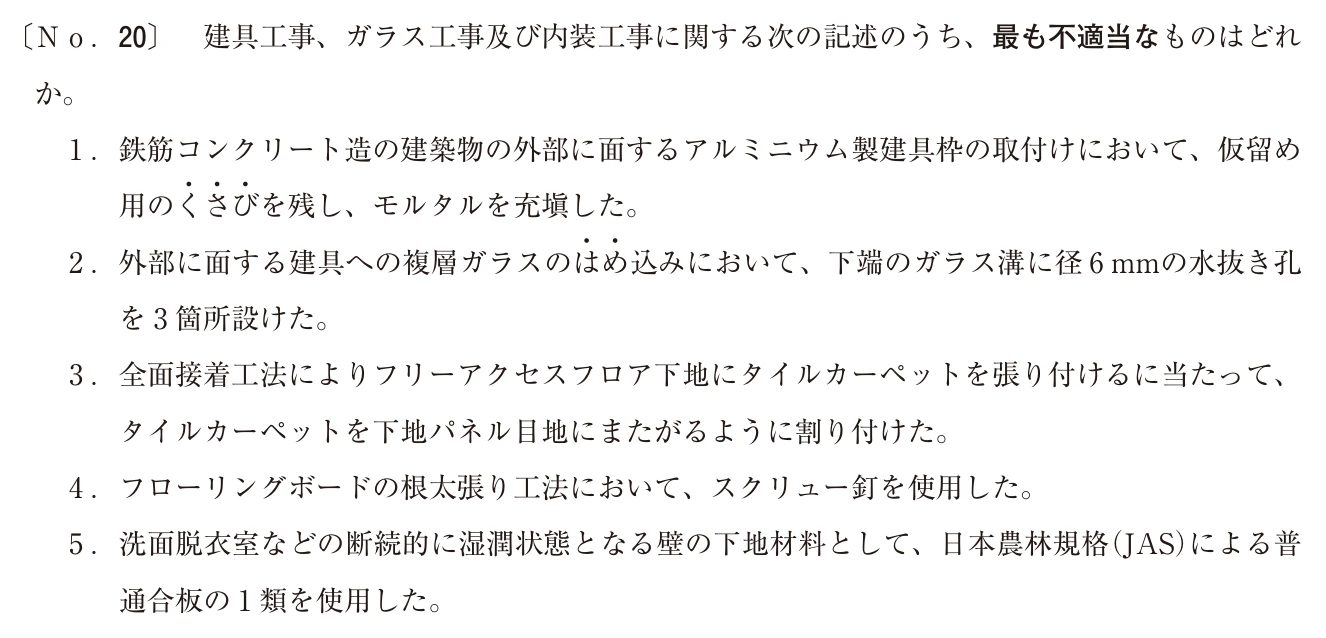 〔No. 20〕 建具工事、ガラス工事及び内装工事に関する次の記述のうち、最も不適当なものはどれ
か。
1. 鉄筋コンクリート造の建築物の外部に面するアルミニウム製建具枠の取付けにおいて、仮留め
用のくさびを残し、モルタルを充塡した。
2. 外部に面する建具への複層ガラスのはめ込みにおいて、下端のガラス溝に径6mmの水抜き孔
を3箇所設けた。
3. 全面接着工法によりフリーアクセスフロア下地にタイルカーペットを張り付けるに当たって、
タイルカーペットを下地パネル目地にまたがるように割り付けた。
4. フローリングボードの根太張り工法において、スクリュー釘を使用した。
5. 洗面脱衣室などの断続的に湿潤状態となる壁の下地材料として、日本農林規格(JAS)による普
通合板の1類を使用した。